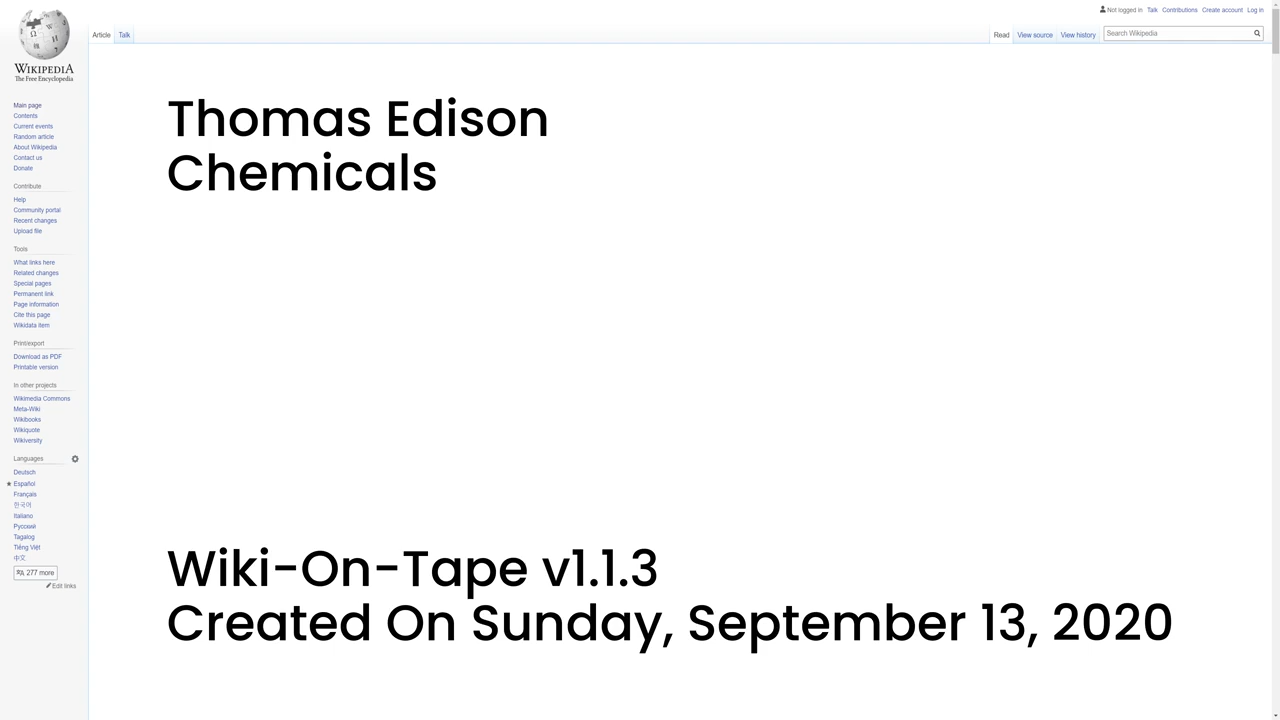 Not logged in Talk Contributions Create account Log in
Article Talk Read View source View history Search Wikipedia
WIKIPEDIA
The Free Encyclopedia
Main page
Contents
Current events
Random article
About Wikipedia
Contact us
Donate
Contribute
Help
Community portal
Recent changes
Upload file
Tools
What links here
Related changes
Special pages
Permanent link
Page information
Cite this page
Wikidata item
Print/export
Download as PDF
Printable version
In other projects
Wikimedia Commons
Meta-Wiki
Wikibooks
Wikiquote
Wikiversity
Languages
Deutsch
Español
Français
한국어
Italiano
Русский
Tagalog
Tiếng Việt
中文
277 more
Edit links
Thomas Edison
Chemicals
Wiki-On-Tape v1.1.3
Created On Sunday, September 13, 2020